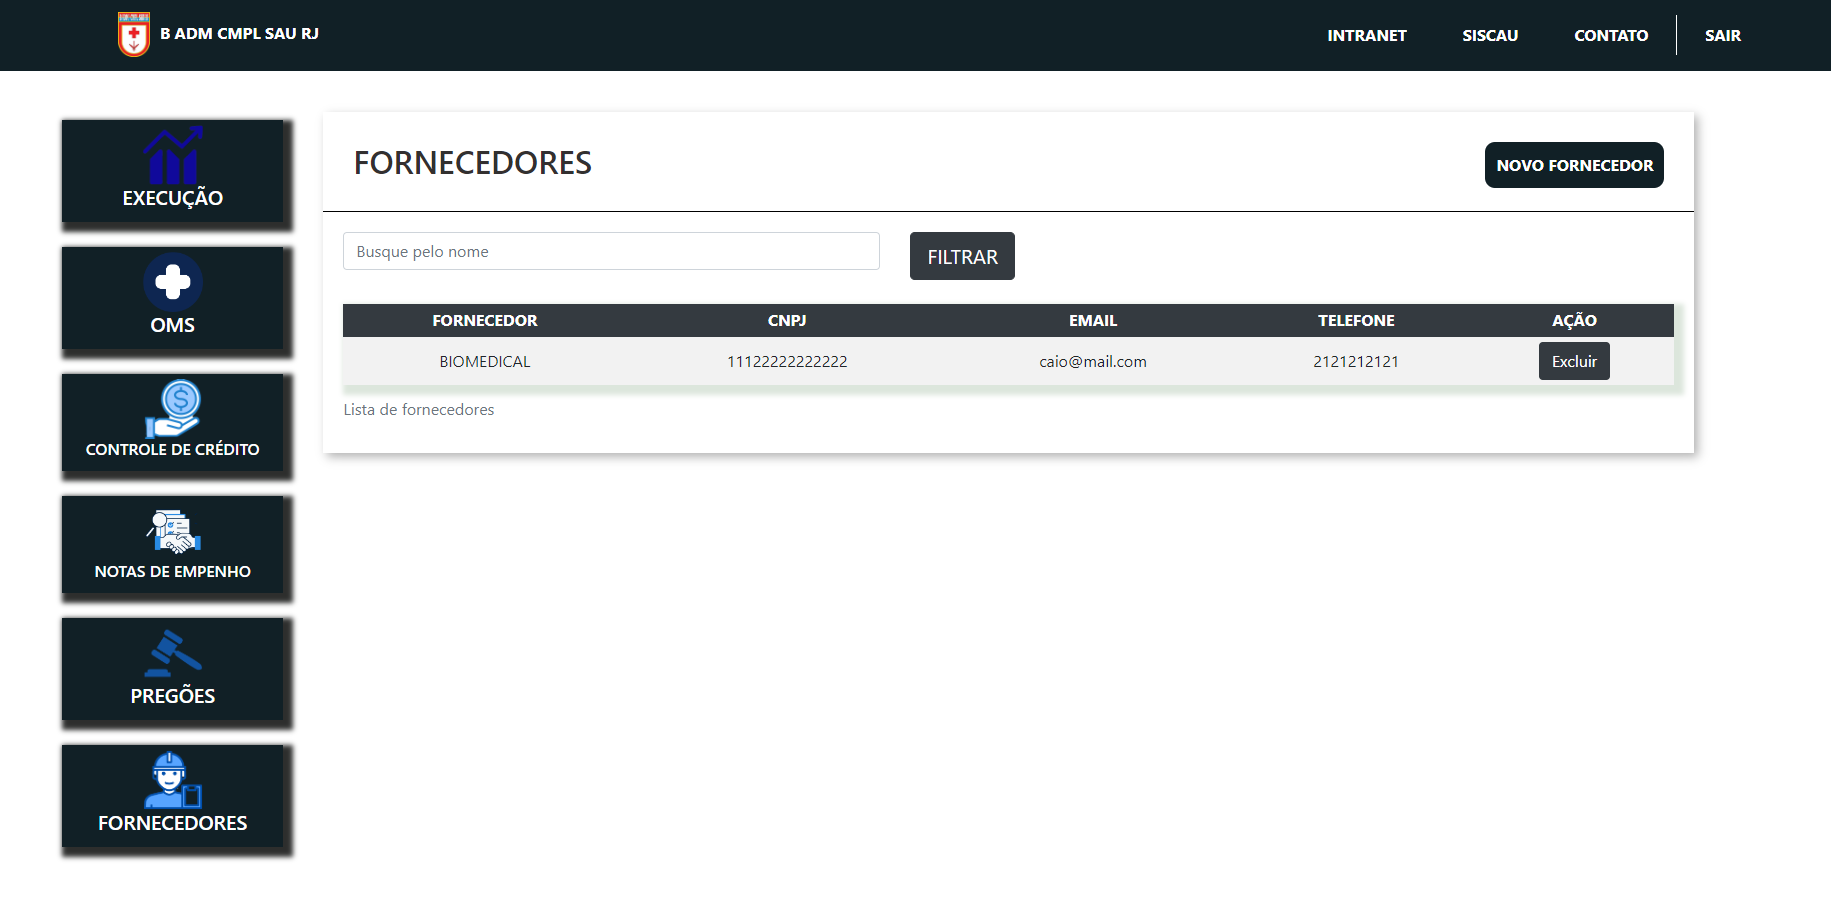 B ADM CMPL SAU RJ
INTRANET
SISCAU
CONTATO
SAIR
EXECUÇÃO
OMS
CONTROLE DE CRÉDITO
NOTAS DE EMPENHO
PREGÕES
FORNECEDORES
FORNECEDORES
NOVO FORNECEDOR
Busque pelo nome
FILTRAR
FORNECEDOR CNPJ EMAIL TELEFONE AÇÃO
BIOMEDICAL 11122222222222 caio@mail.com 2121212121 Excluir
Lista de fornecedores